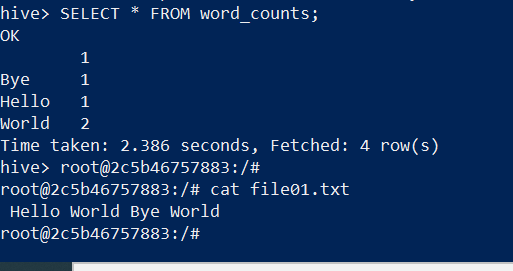 hive> SELECT * FROM word_counts;
OK
        1
Bye     1
Hello   1
World   2
Time taken: 2.386 seconds, Fetched: 4 row(s)
hive> root@2c5b46757883:/#
root@2c5b46757883:/# cat file01.txt
 Hello World Bye World
root@2c5b46757883:/#